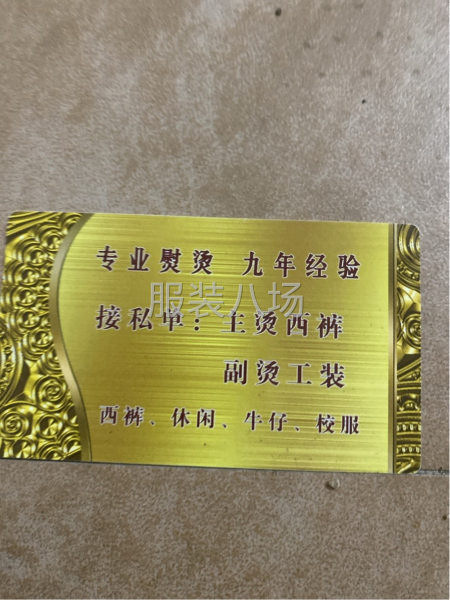 专业熨烫 九年经验
服装八场
接私单：主烫西裤
副烫工装
西裤、休闲、牛仔、校服